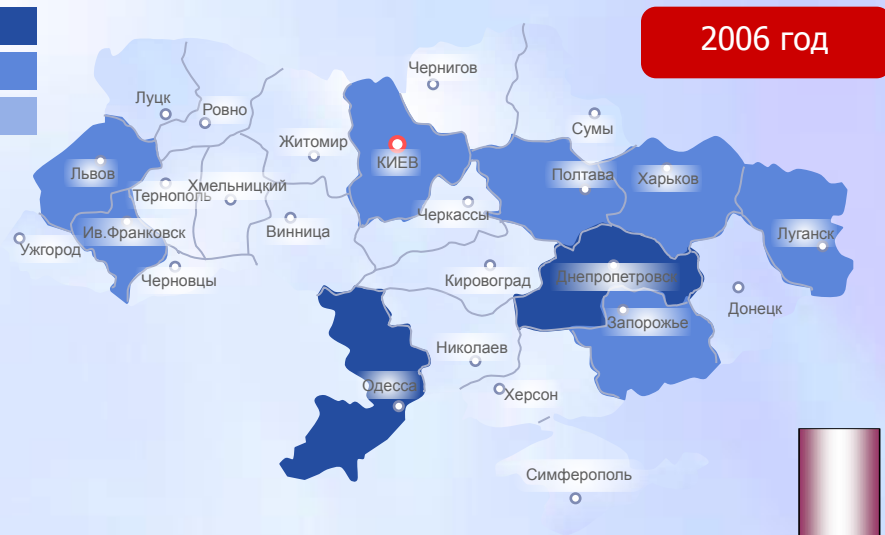 2006 год
Чернигов
Луцк
Ровно
Сумы
Житомир
КИЕВ
Львов
Полтава
Харьков
Тернополь
Хмельницкий
Черкассы
Ив.Франковск
Винница
Луганск
Ужгород
Черновцы
Кировоград
Днепропетровск
Донецк
Запорожье
Николаев
Одесса
Херсон
Симферополь